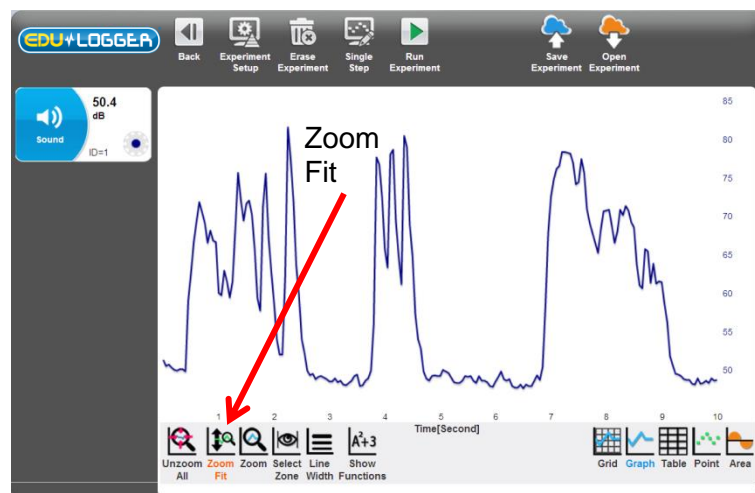 EDU LOGGER
Back
Experiment
Setup
Erase
Experiment
Single
Step
Run
Experiment
Save
Experiment
Open
Experiment
Sound
50.4
dB
ID=1
Zoom
Fit
85
80
75
70
65
60
55
50
1 2 3 4 5 6 7 8 9 10
Time[Second]
Unzoom
All
Zoom
Fit
Zoom
Select
Zone
Line
Width
A²+3
Show
Functions
Grid
Graph
Table
Point
Area